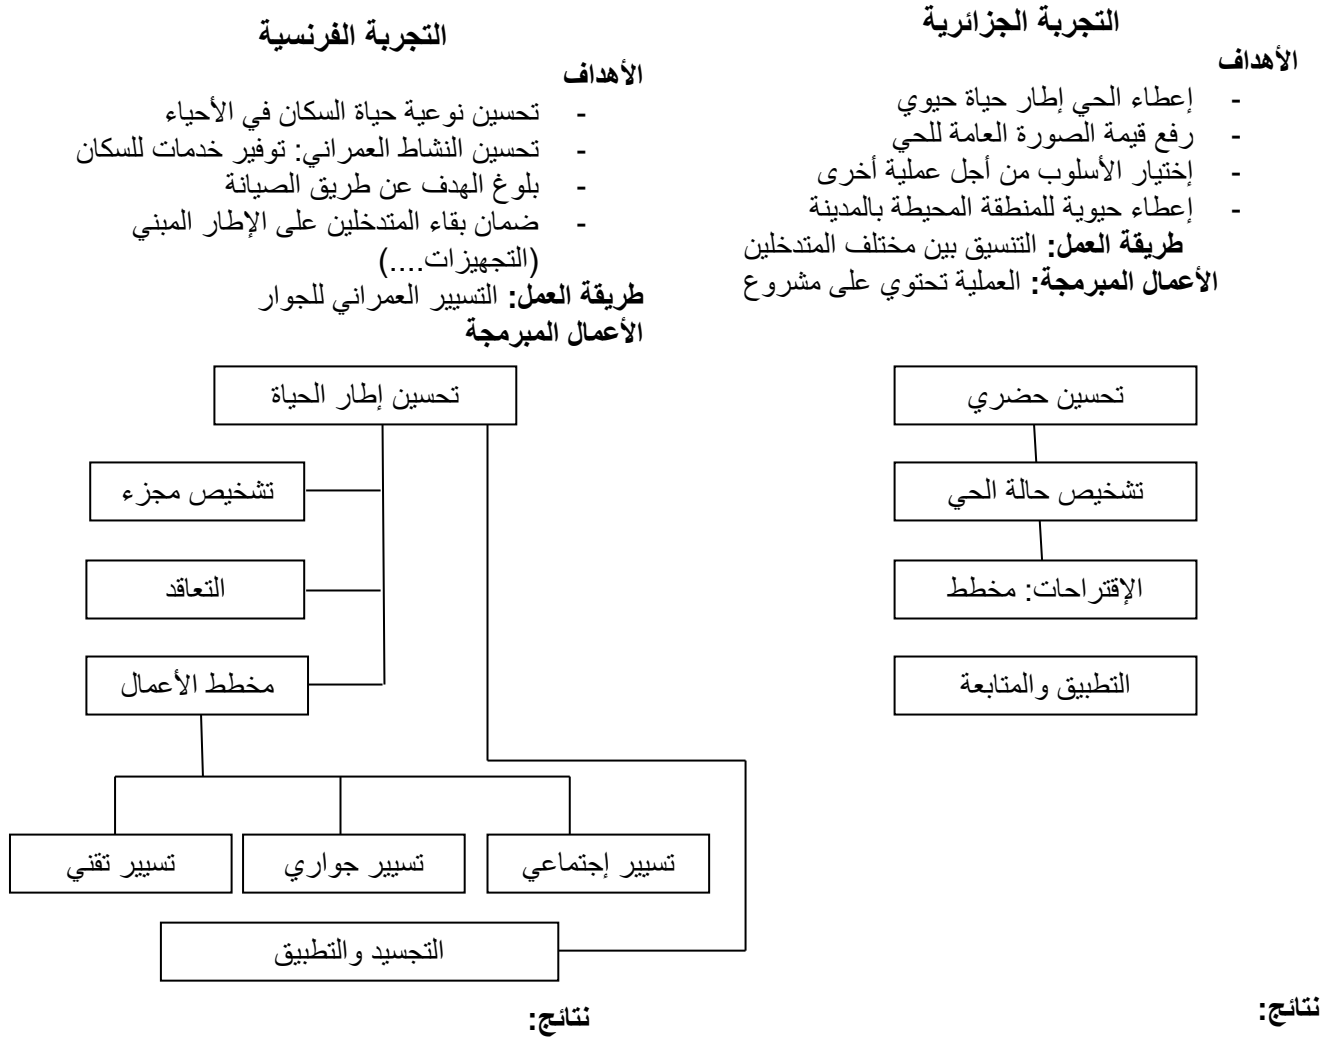 التجربة الجزائرية
الأهداف
- إعطاء الحي إطار حياة حيوي
- رفع قيمة الصورة العامة للحي
- إختيار الأسلوب من أجل عملية أخرى
- إعطاء حيوية للمنطقة المحيطة بالمدينة
طريقة العمل: التنسيق بين مختلف المتدخلين
الأعمال المبرمجة: العملية تحتوي على مشروع
تحسين حضري
تشخيص حالة الحي
الإقتراحات: مخطط
التطبيق والمتابعة
نتائج:
التجربة الفرنسية
الأهداف
- تحسين نوعية حياة السكان في الأحياء
- تحسين النشاط العمراني: توفير خدمات للسكان
- بلوغ الهدف عن طريق الصيانة
- ضمان بقاء المتدخلين على الإطار المبني
(التجهيزات....)
طريقة العمل: التسيير العمراني للجوار
الأعمال المبرمجة
تحسين إطار الحياة
تشخيص مجزء
التعاقد
مخطط الأعمال
تسيير إجتماعي
تسيير جواري
تسيير تقني
التجسيد والتطبيق
نتائج: